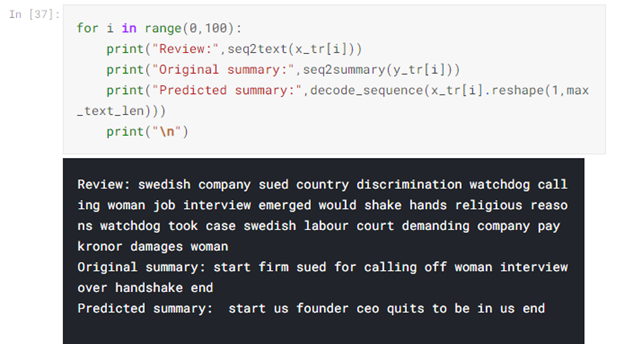 In [37]:
for i in range(0,100):
    print("Review:",seq2text(x_tr[i]))
    print("Original summary:",seq2summary(y_tr[i]))
    print("Predicted summary:",decode_sequence(x_tr[i].reshape(1,max
_text_len)))
    print("\n")
Review: swedish company sued country discrimination watchdog call
ing woman job interview emerged would shake hands religious reaso
ns watchdog took case swedish labour court demanding company pay
kronor damages woman
Original summary: start firm sued for calling off woman interview
over handshake end
Predicted summary:  start us founder ceo quits to be in us end